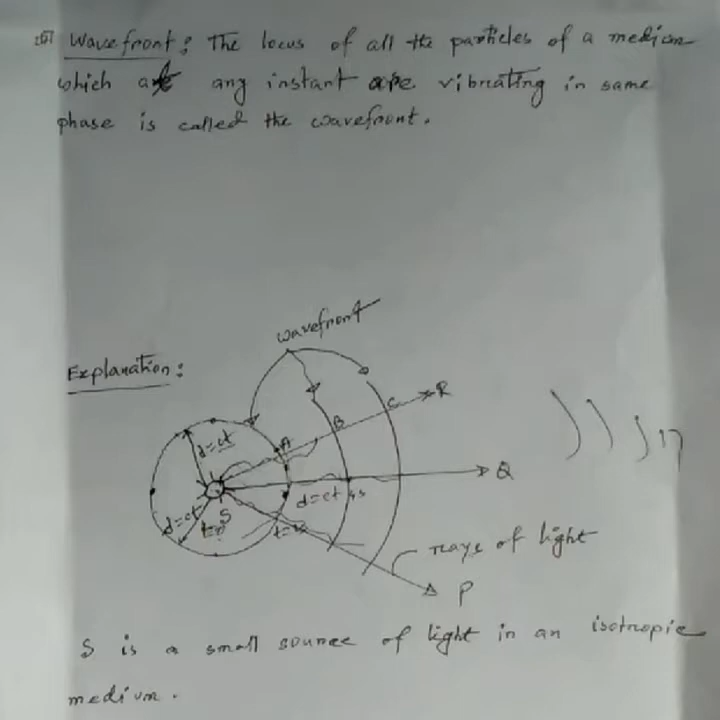 Wavefront: The locus of all the particles of a medium
which at any instant are vibrating in same
phase is called the wavefront.
wavefront
Explanation:
R
C
B
A
d=ct
Q
d=ct
d=ct
S
rays of light
P
S is a small source of light in an isotropic
medium.